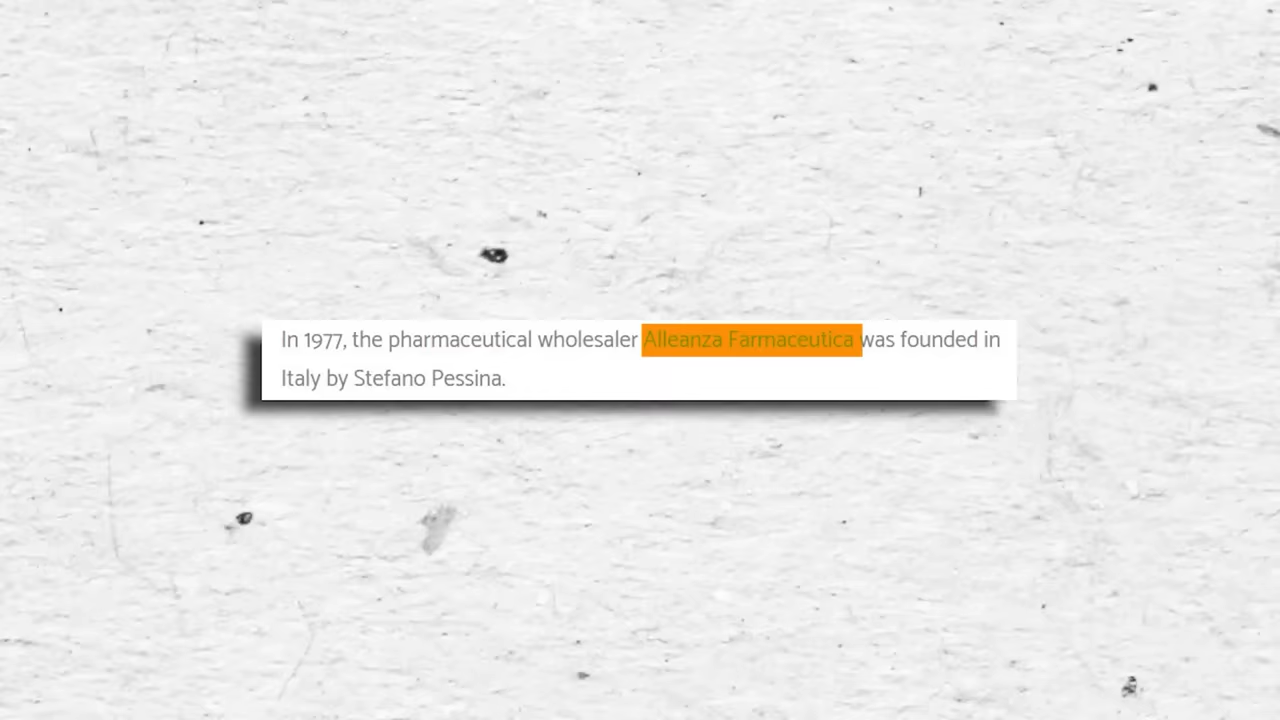 In 1977, the pharmaceutical wholesaler Alleanza Farmaceutica was founded in
Italy by Stefano Pessina.